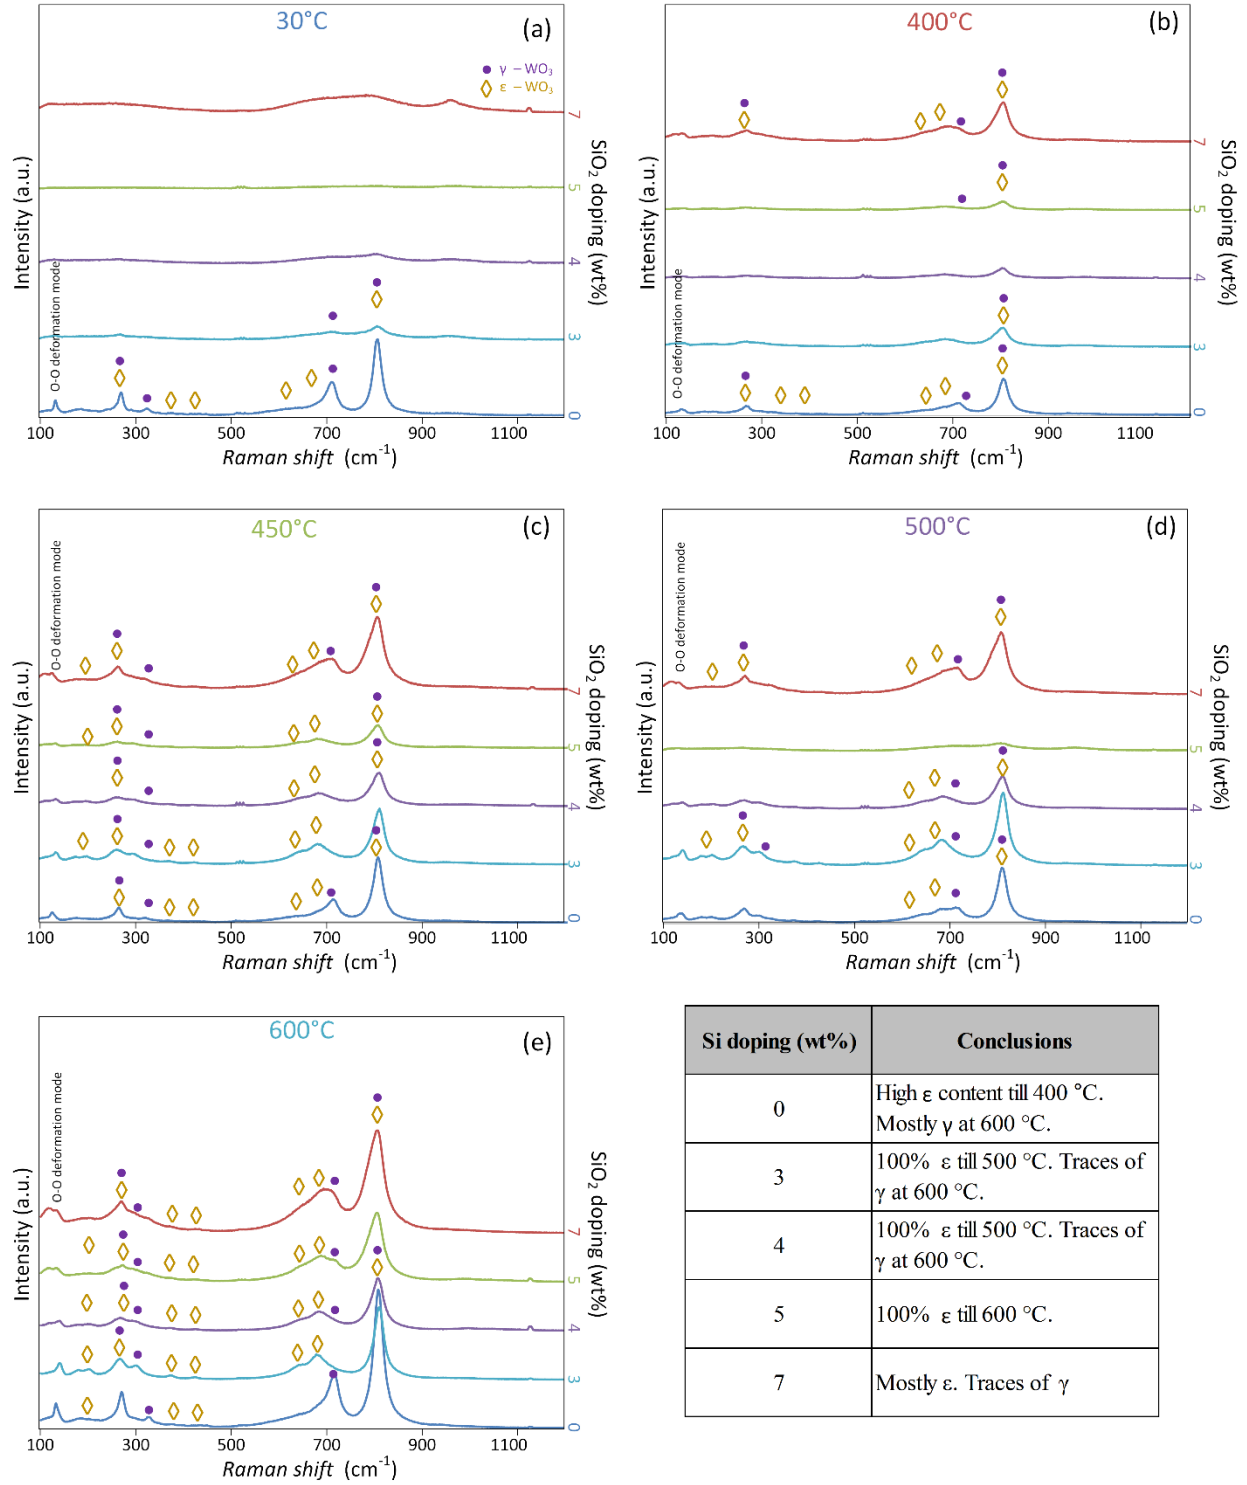 30°C
(a)
γ – WO3
ε – WO3
Intensity (a.u.)
O-O deformation mode
7
5
4
3
0
SiO2 doping (wt%)
100 300 500 700 900 1100
Raman shift (cm-1)
400°C
(b)
Intensity (a.u.)
O-O deformation mode
7
5
4
3
0
SiO2 doping (wt%)
100 300 500 700 900 1100
Raman shift (cm-1)
450°C
(c)
Intensity (a.u.)
O-O deformation mode
7
5
4
3
0
SiO2 doping (wt%)
100 300 500 700 900 1100
Raman shift (cm-1)
500°C
(d)
Intensity (a.u.)
O-O deformation mode
7
5
4
3
0
SiO2 doping (wt%)
100 300 500 700 900 1100
Raman shift (cm-1)
600°C
(e)
Intensity (a.u.)
O-O deformation mode
7
5
4
3
0
SiO2 doping (wt%)
100 300 500 700 900 1100
Raman shift (cm-1)
Si doping (wt%) Conclusions
0 High ε content till 400 °C.
Mostly γ at 600 °C.
3 100% ε till 500 °C. Traces of
γ at 600 °C.
4 100% ε till 500 °C. Traces of
γ at 600 °C.
5 100% ε till 600 °C.
7 Mostly ε. Traces of γ